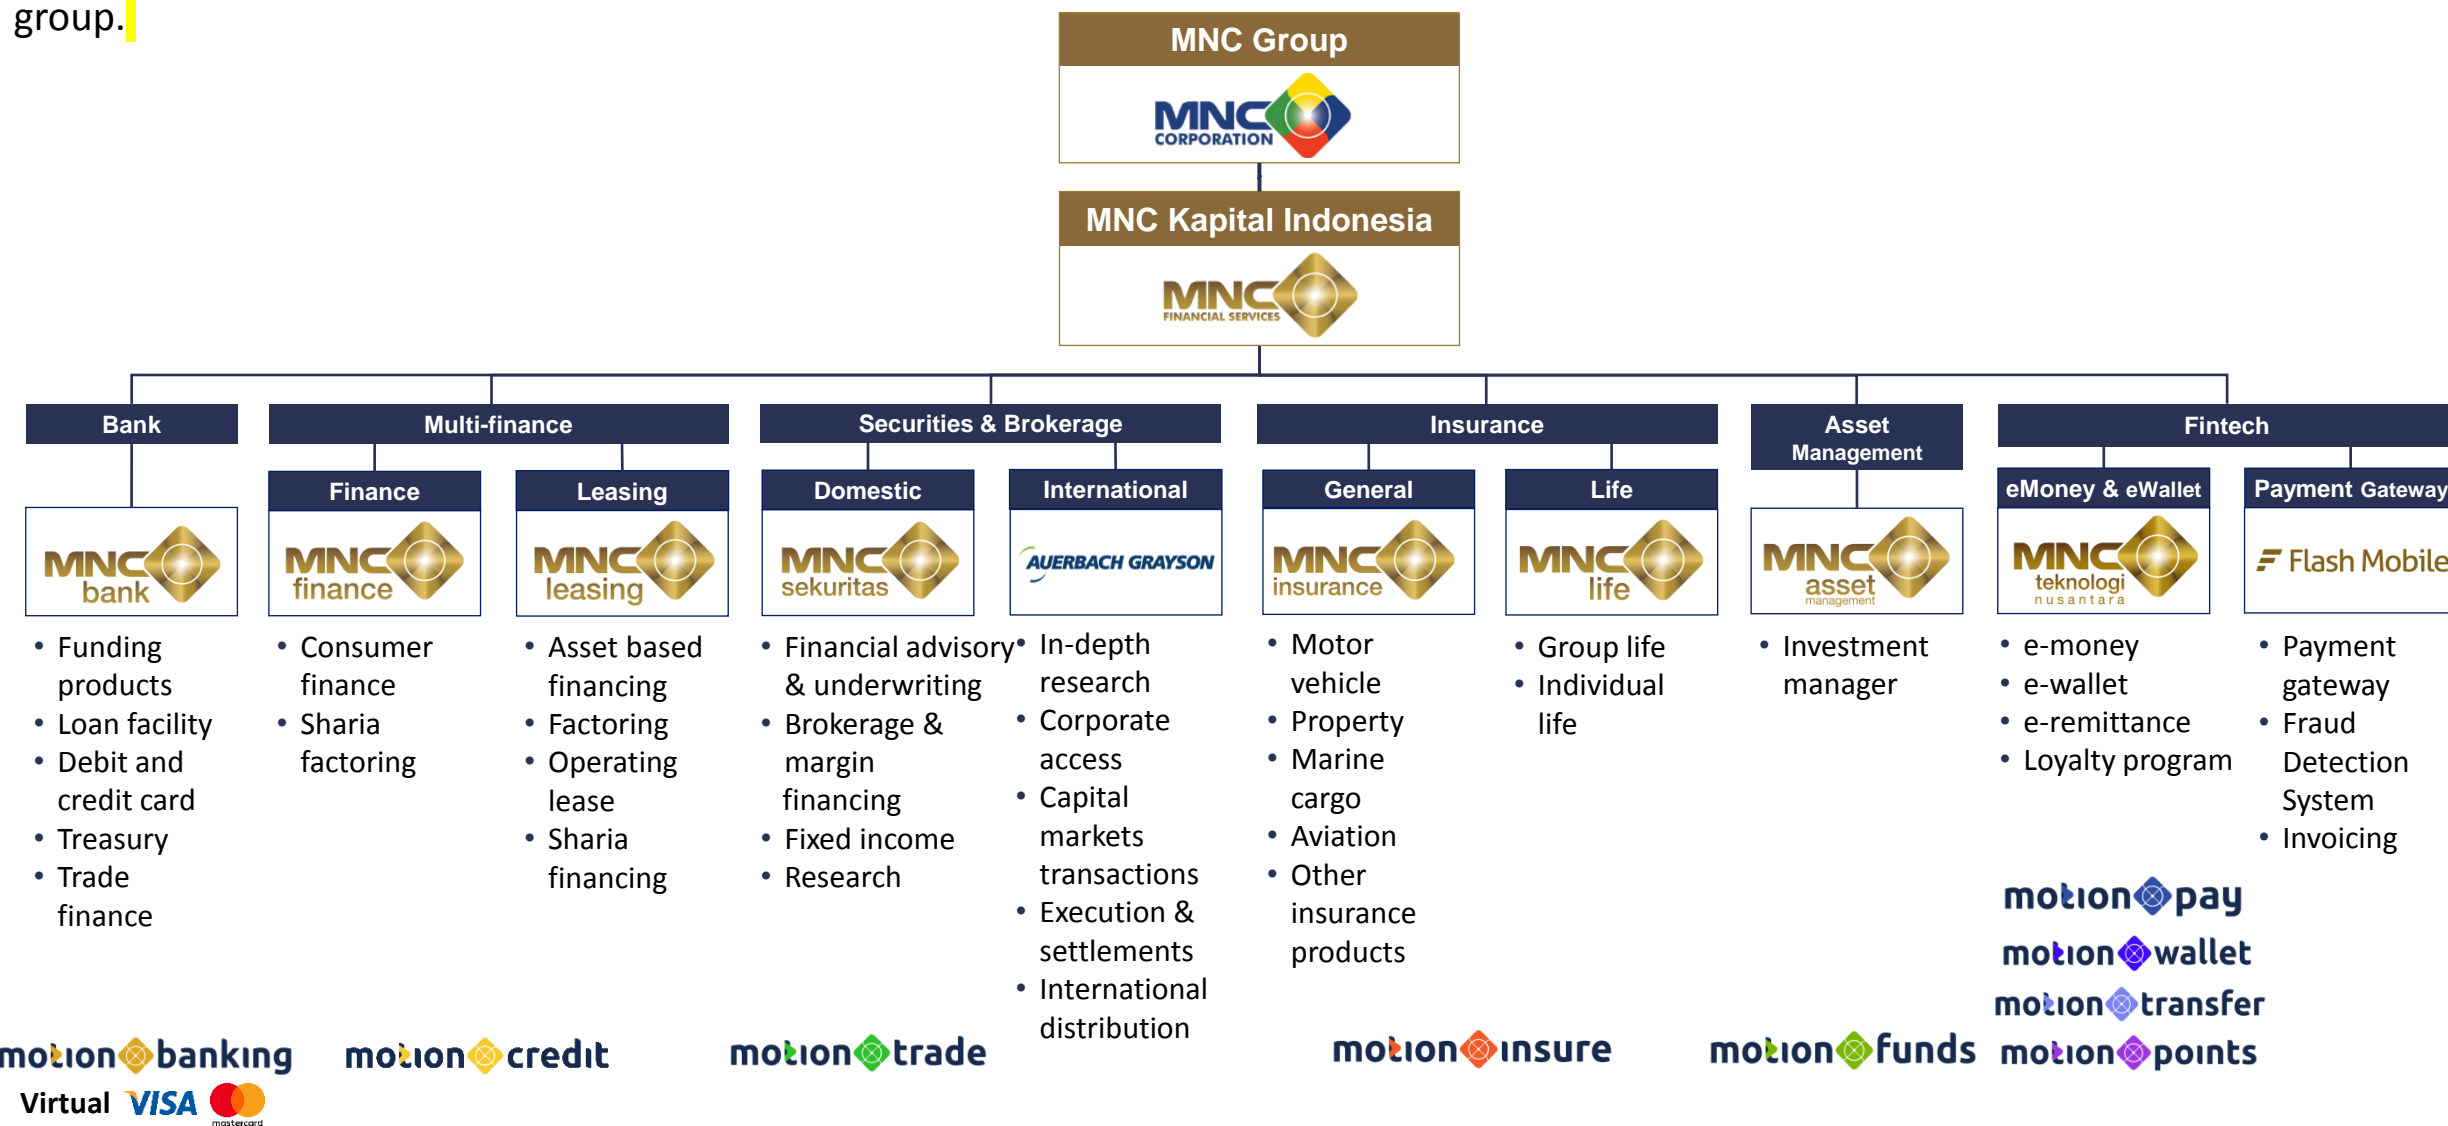 group.
MNC Group
MNC
CORPORATION
MNC Kapital Indonesia
MNC
FINANCIAL SERVICES
Bank
MNC
bank
• Funding
products
• Loan facility
• Debit and
credit card
• Treasury
• Trade
finance
motion banking
Virtual VISA
mastercard
Multi-finance
Finance
MNC
finance
• Consumer
finance
• Sharia
factoring
Leasing
MNC
leasing
• Asset based
financing
• Factoring
• Operating
lease
• Sharia
financing
motion credit
Securities & Brokerage
Domestic
MNC
sekuritas
• Financial advisory
& underwriting
• Brokerage &
margin
financing
• Fixed income
• Research
International
AUERBACH GRAYSON
• In-depth
research
• Corporate
access
• Capital
markets
transactions
• Execution &
settlements
• International
distribution
motion trade
Insurance
General
MNC
insurance
• Motor
vehicle
• Property
• Marine
cargo
• Aviation
• Other
insurance
products
Life
MNC
life
• Group life
• Individual
life
motion insure
Asset
Management
MNC
asset
management
• Investment
manager
motion funds
Fintech
eMoney & eWallet
MNC
teknologi
nusantara
• e-money
• e-wallet
• e-remittance
• Loyalty program
Payment Gateway
Flash Mobile
• Payment
gateway
• Fraud
Detection
System
• Invoicing
motion pay
motion wallet
motion transfer
motion points